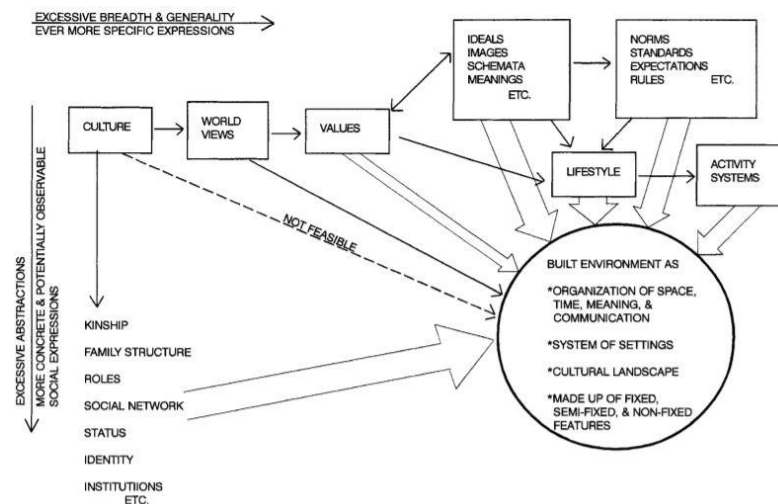 EXCESSIVE BREADTH & GENERALITY
EVER MORE SPECIFIC EXPRESSIONS
IDEALS
IMAGES
SCHEMATA
MEANINGS
ETC.
NORMS
STANDARDS
EXPECTATIONS
RULES ETC.
CULTURE
WORLD
VIEWS
VALUES
LIFESTYLE
ACTIVITY
SYSTEMS
NOT FEASIBLE
EXCESSIVE ABSTRACTIONS
MORE CONCRETE & POTENTIALLY OBSERVABLE
SOCIAL EXPRESSIONS
KINSHIP
FAMILY STRUCTURE
ROLES
SOCIAL NETWORK
STATUS
IDENTITY
INSTITUTIIONS
ETC.
BUILT ENVIRONMENT AS
*ORGANIZATION OF SPACE,
TIME, MEANING, &
COMMUNICATION
*SYSTEM OF SETTINGS
*CULTURAL LANDSCAPE
*MADE UP OF FIXED,
SEMI-FIXED, & NON-FIXED
FEATURES